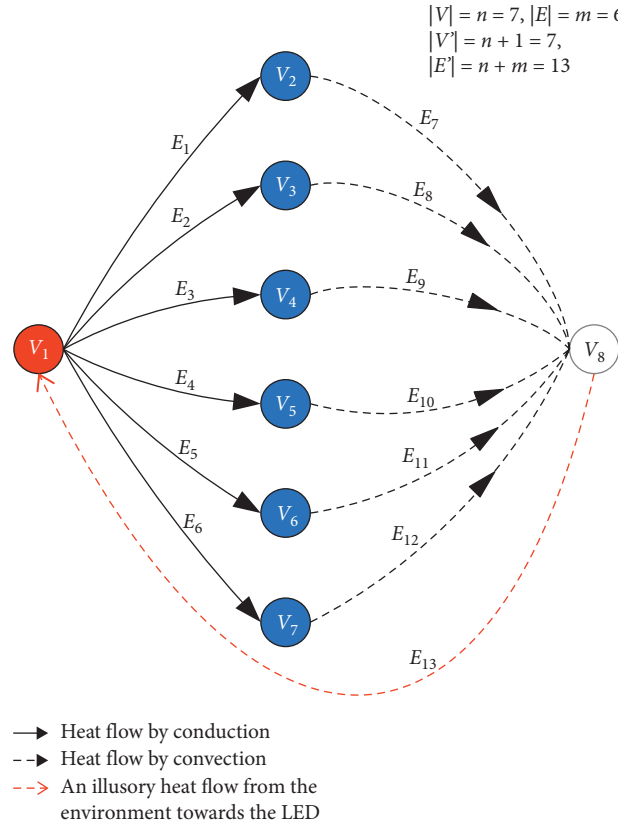 |V| = n = 7, |E| = m = 6
|V'| = n + 1 = 7,
|E'| = n + m = 13
V₂
E₇
E₁
V₃
E₈
E₂
E₃
V₄
E₉
V₁
V₈
E₄
V₅
E₁₀
E₅
V₆
E₁₁
E₆
E₁₂
V₇
E₁₃
Heat flow by conduction
Heat flow by convection
An illusory heat flow from the
environment towards the LED